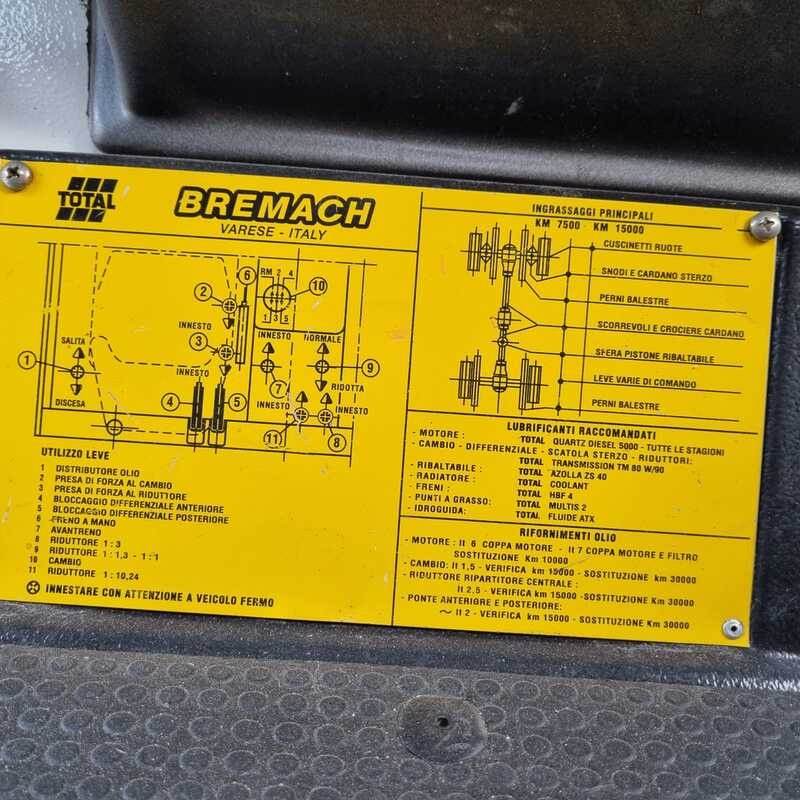 TOTAL
BREMACH
VARESE - ITALY
6
RM 2 4
10
1 3 5
2
INNESTO
3
INNESTO
SALITA
1
DISCESA
4
5
INNESTO
NORMALE
7
9
RIDOTTA
INNESTO
INNESTO
11
8
UTILIZZO LEVE
1 DISTRIBUTORE OLIO
2 PRESA DI FORZA AL CAMBIO
3 PRESA DI FORZA AL RIDUTTORE
4 BLOCCAGGIO DIFFERENZIALE ANTERIORE
5 BLOCCAGGIO DIFFERENZIALE POSTERIORE
6 FRENO A MANO
7 AVANTRENO
8 RIDUTTORE 1 : 3
9 RIDUTTORE 1 : 1,3 - 1 : 1
10 CAMBIO
11 RIDUTTORE 1 : 10,24
INNESTARE CON ATTENZIONE A VEICOLO FERMO
INGRASSAGGI PRINCIPALI
KM 7500 - KM 15000
CUSCINETTI RUOTE
SNODI E CARDANO STERZO
PERNI BALESTRE
SCORREVOLI E CROCIERE CARDANO
SFERA PISTONE RIBALTABILE
LEVE VARIE DI COMANDO
PERNI BALESTRE
LUBRIFICANTI RACCOMANDATI
- MOTORE : TOTAL QUARTZ DIESEL 5000 - TUTTE LE STAGIONI
- CAMBIO - DIFFERENZIALE - SCATOLA STERZO - RIDUTTORI:
TOTAL TRANSMISSION TM 80 W/90
- RIBALTABILE : TOTAL AZOLLA ZS 40
- RADIATORE : TOTAL COOLANT
- FRENI : TOTAL HBF 4
- PUNTI A GRASSO: TOTAL MULTIS 2
- IDROGUIDA: TOTAL FLUIDE ATX
RIFORNIMENTI OLIO
- MOTORE : lt 6 COPPA MOTORE - lt 7 COPPA MOTORE E FILTRO
SOSTITUZIONE Km 10000
- CAMBIO: lt 1,5 - VERIFICA km 15000 - SOSTITUZIONE km 30000
- RIDUTTORE RIPARTITORE CENTRALE :
lt 2,5 - VERIFICA km 15000 - SOSTITUZIONE Km 30000
- PONTE ANTERIORE E POSTERIORE:
~ lt 2 - VERIFICA km 15000 - SOSTITUZIONE Km 30000